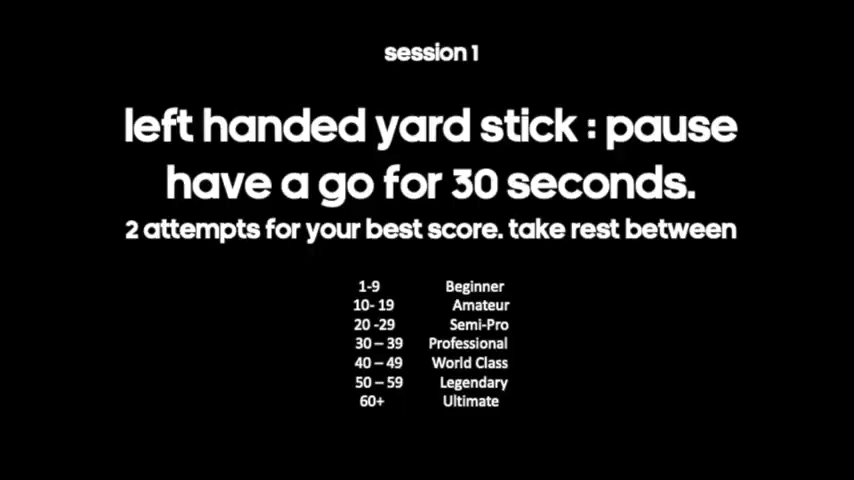 session 1
left handed yard stick : pause
have a go for 30 seconds.
2 attempts for your best score. take rest between
1-9 Beginner
10- 19 Amateur
20 -29 Semi-Pro
30 – 39 Professional
40 – 49 World Class
50 – 59 Legendary
60+ Ultimate